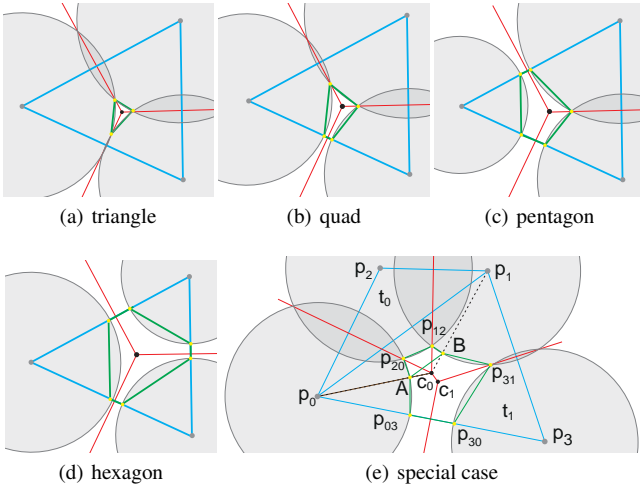 (a) triangle
(b) quad
(c) pentagon
p2
p1
t0
p12
B
p20
A
c0
c1
p31
p0
p03
p30
t1
p3
(d) hexagon
(e) special case